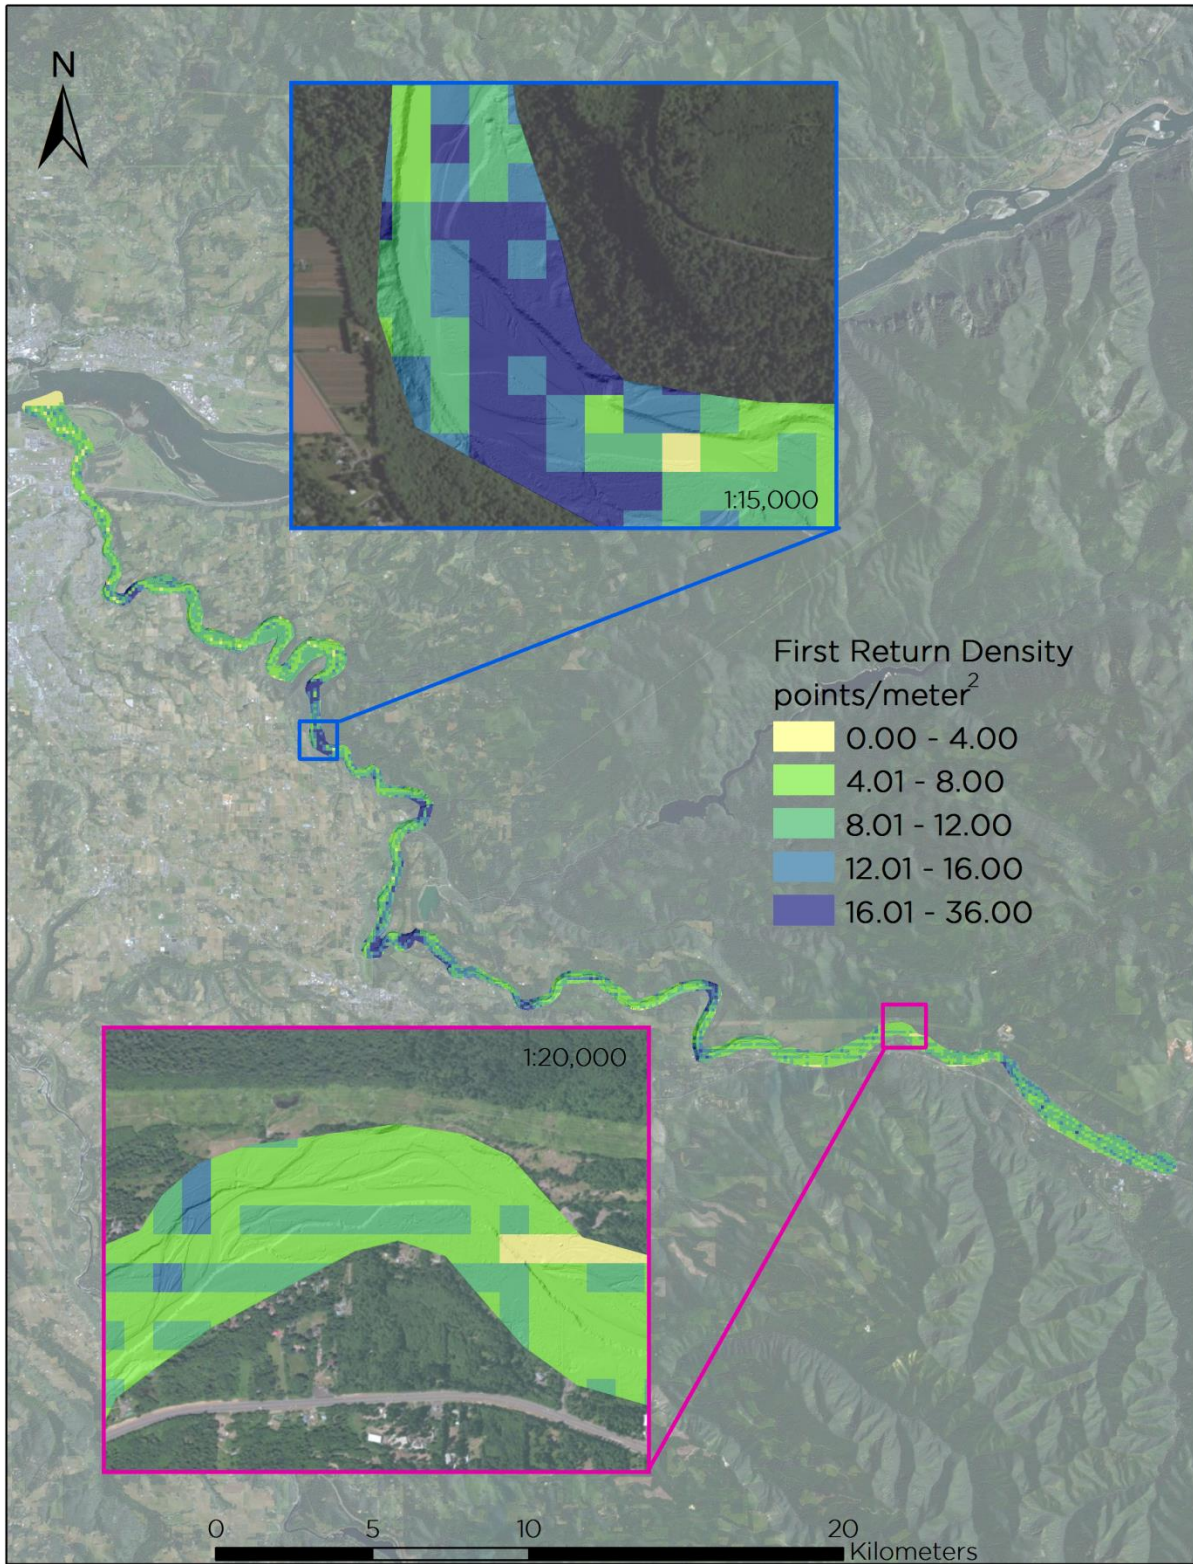 N
1:15,000
First Return Density
points/meter²
0.00 - 4.00
4.01 - 8.00
8.01 - 12.00
12.01 - 16.00
16.01 - 36.00
1:20,000
0 5 10 20
Kilometers